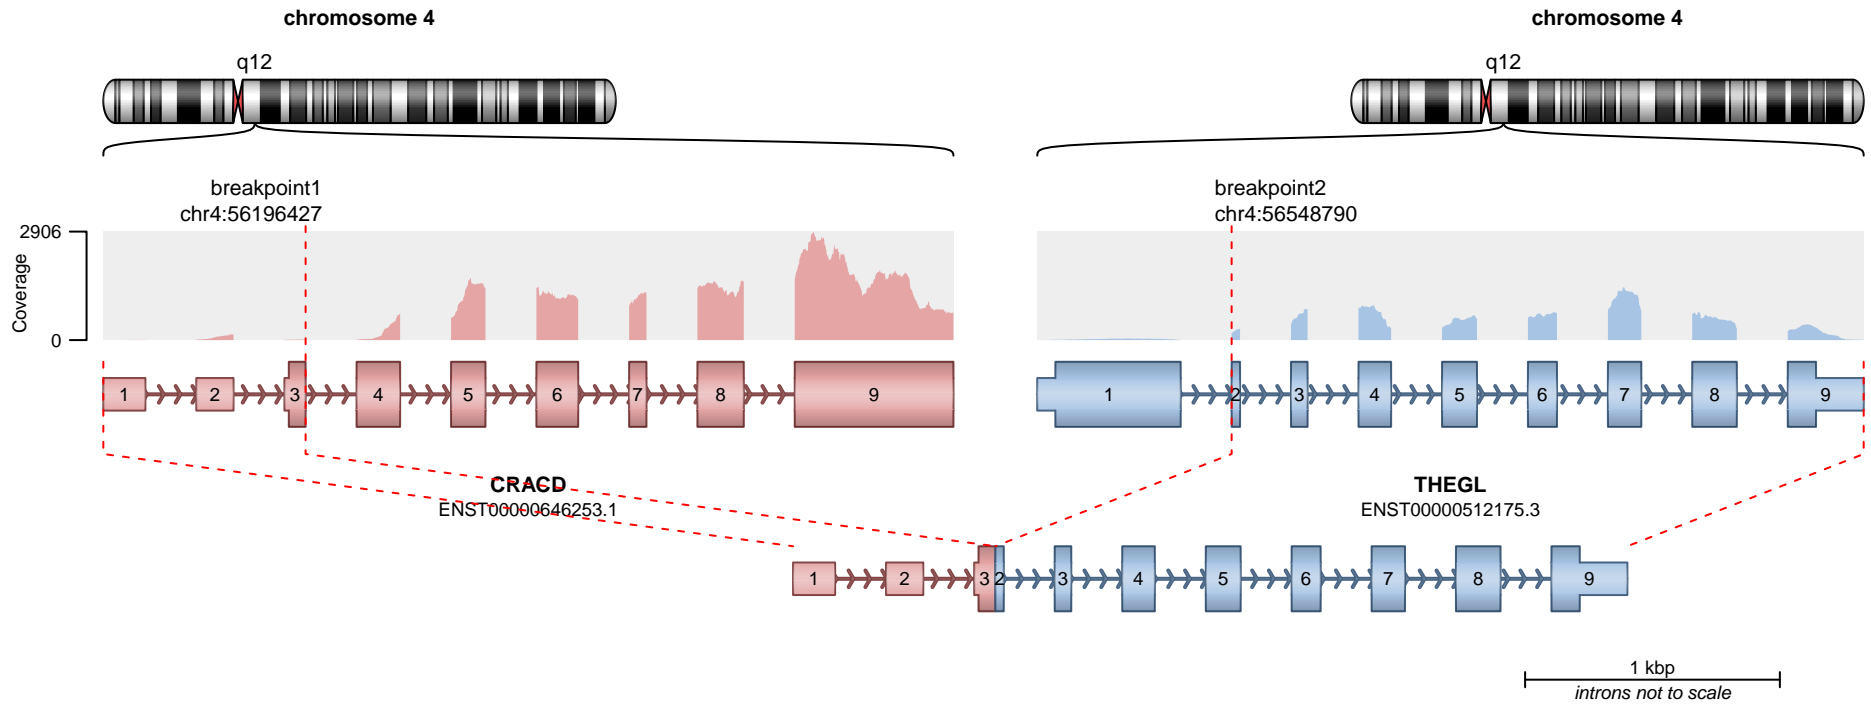 chromosome 4
chromosome 4
q12
q12
breakpoint1
chr4:56196427
breakpoint2
chr4:56548790
2906
Coverage
0
1 2 3 4 5 6 7 8 9
1 2 3 4 5 6 7 8 9
CRACD
ENST00000646253.1
THEGL
ENST00000512175.3
1 2 3 2 3 4 5 6 7 8 9
1 kbp
introns not to scale